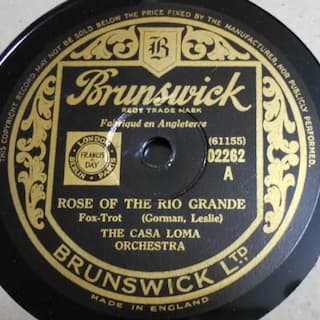 THIS COPYRIGHT RECORD MAY NOT BE SOLD BELOW THE PRICE FIXED BY THE MANUFACTURER, NOR PUBLICLY PERFORMED.
B
Brunswick
REGD TRADE MARK
Fabriqué en Angleterre
(61155)
02262
A
LONDON
FRANCIS
&
DAY
BERLIN PARIS
ROSE OF THE RIO GRANDE
Fox-Trot (Gorman, Leslie)
THE CASA LOMA
ORCHESTRA
BRUNSWICK LTD.
MADE IN ENGLAND